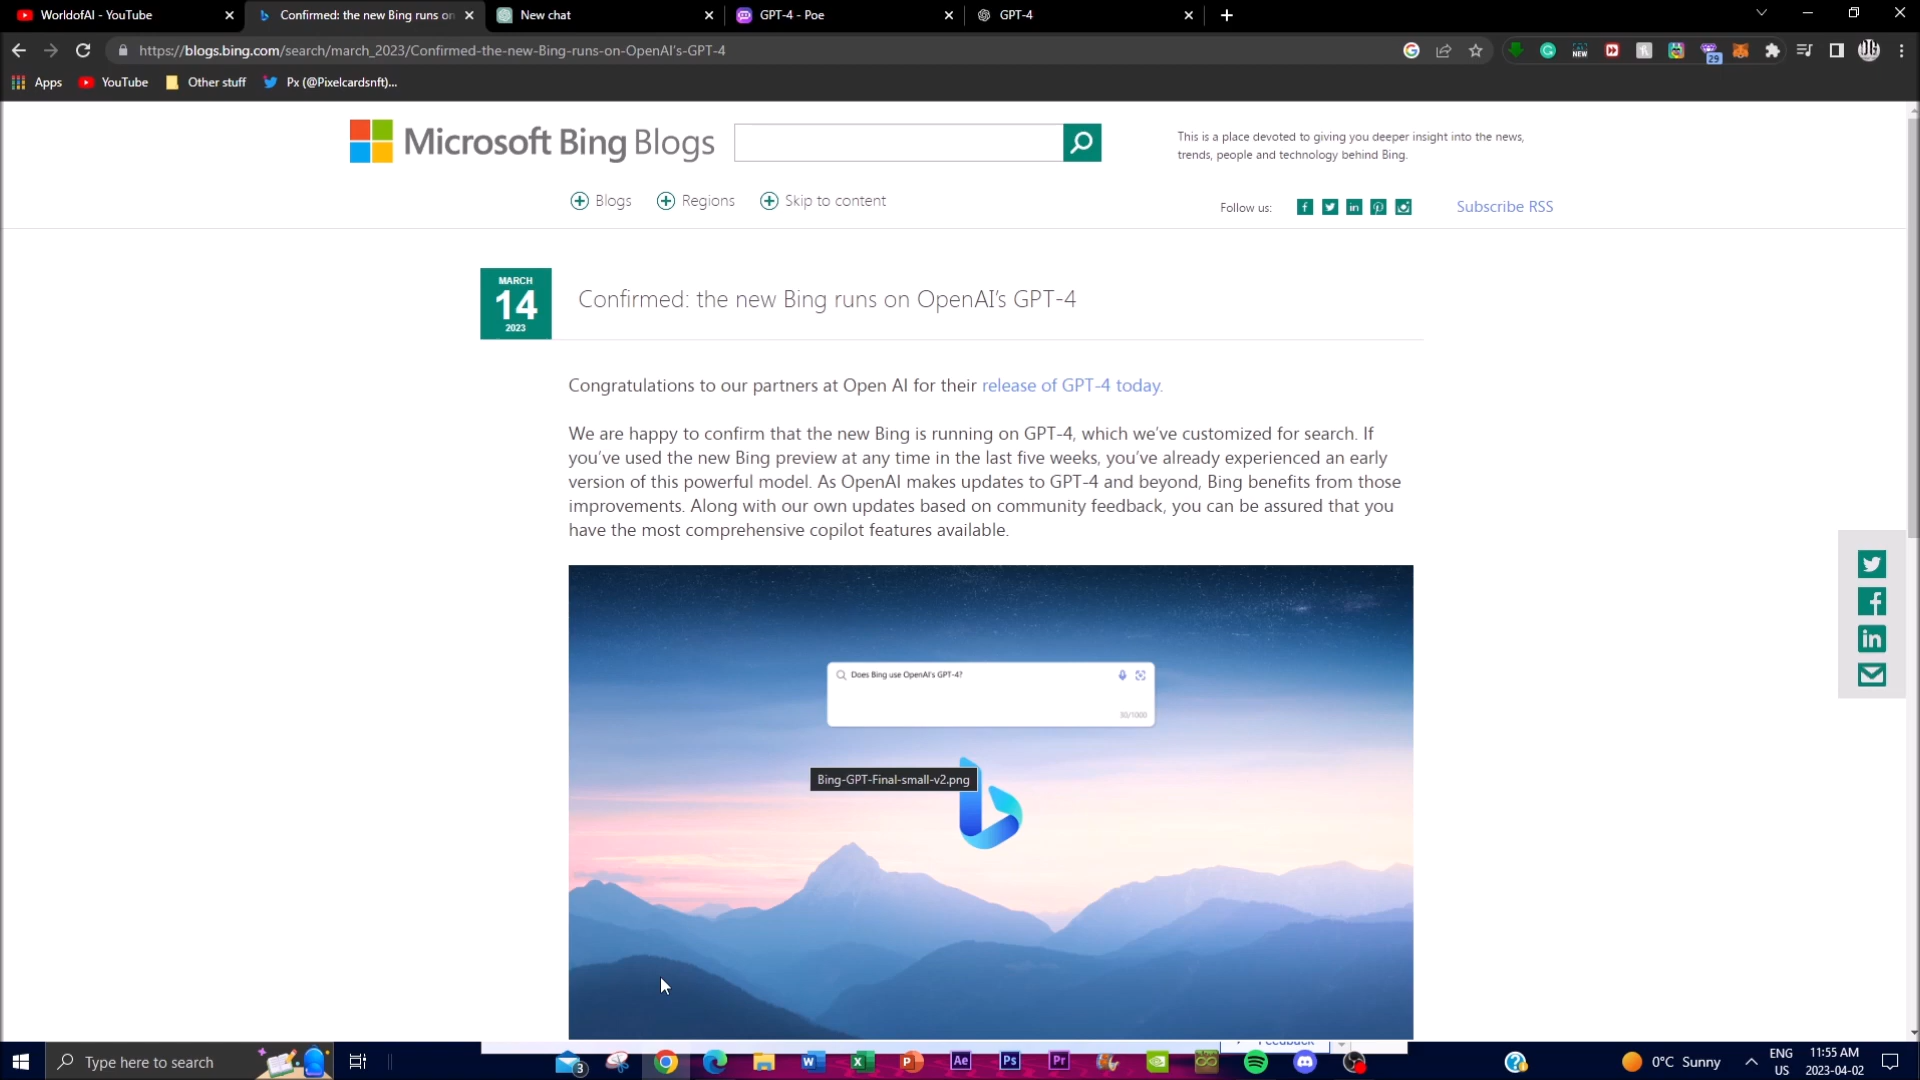 WorldofAI - YouTube
Confirmed: the new Bing runs on
New chat
GPT-4 - Poe
GPT-4
https://blogs.bing.com/search/march_2023/Confirmed-the-new-Bing-runs-on-OpenAI's-GPT-4
29
Apps
YouTube
Other stuff
Px (@Pixelcardsnft)...
Microsoft Bing Blogs
This is a place devoted to giving you deeper insight into the news,
trends, people and technology behind Bing.
Blogs
Regions
Skip to content
Follow us:
Subscribe RSS
MARCH
14
2023
Confirmed: the new Bing runs on OpenAI's GPT-4
Congratulations to our partners at Open AI for their release of GPT-4 today.
We are happy to confirm that the new Bing is running on GPT-4, which we've customized for search. If
you've used the new Bing preview at any time in the last five weeks, you've already experienced an early
version of this powerful model. As OpenAI makes updates to GPT-4 and beyond, Bing benefits from those
improvements. Along with our own updates based on community feedback, you can be assured that you
have the most comprehensive copilot features available.
Does Bing use OpenAI's GPT-4?
30/1000
Bing-GPT-Final-small-v2.png
Feedback
Type here to search
3
Ae
Ps
Pr
0°C Sunny
ENG
US
11:55 AM
2023-04-02